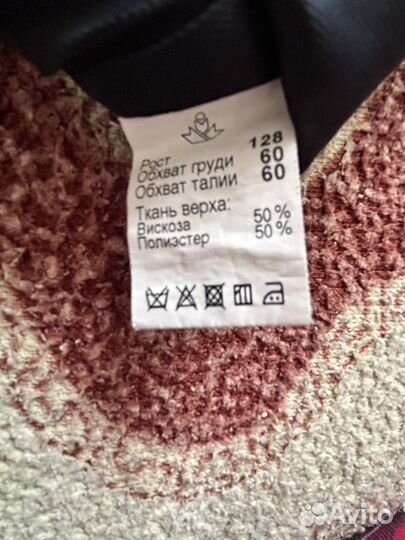 Рост 128
Обхват груди 60
Обхват талии 60
Ткань верха:
Вискоза 50%
Полиэстер 50%
Avito